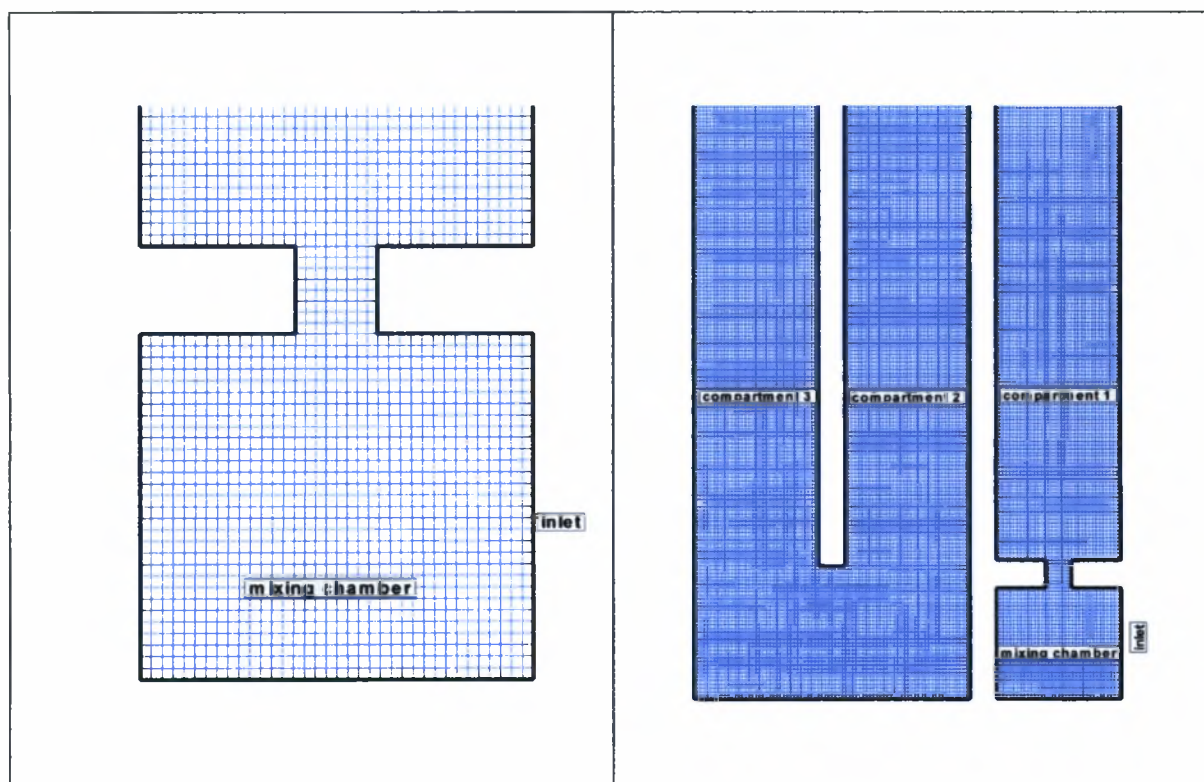 inlet
mixing chamber
compartment 3
compartment 2
compartment 1
inlet
mixing chamber